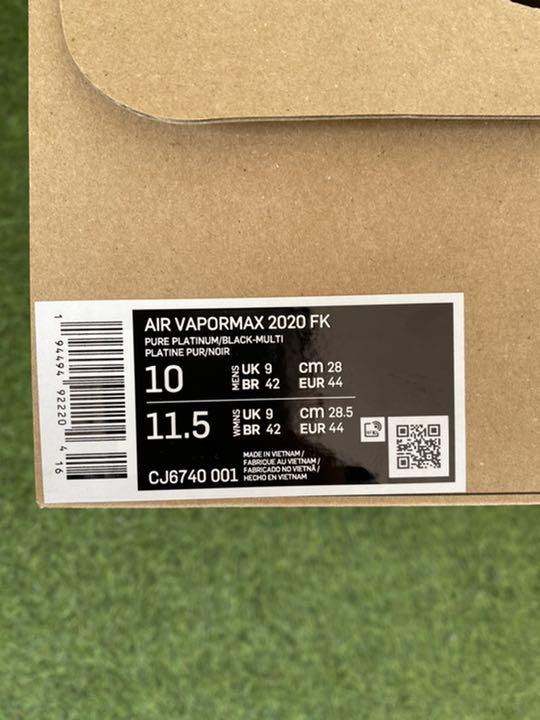 AIR VAPORMAX 2020 FK
PURE PLATINUM/BLACK-MULTI
PLATINE PUR/NOIR
10 MENS UK 9 cm 28
BR 42 EUR 44
11.5 WMNS UK 9 cm 28.5
BR 42 EUR 44
CJ6740 001
MADE IN VIETNAM /
FABRIQUE AU VIETNAM /
FABRICADO NO VIETNÃ /
HECHO EN VIETNAM
1 94494 92220 4 16